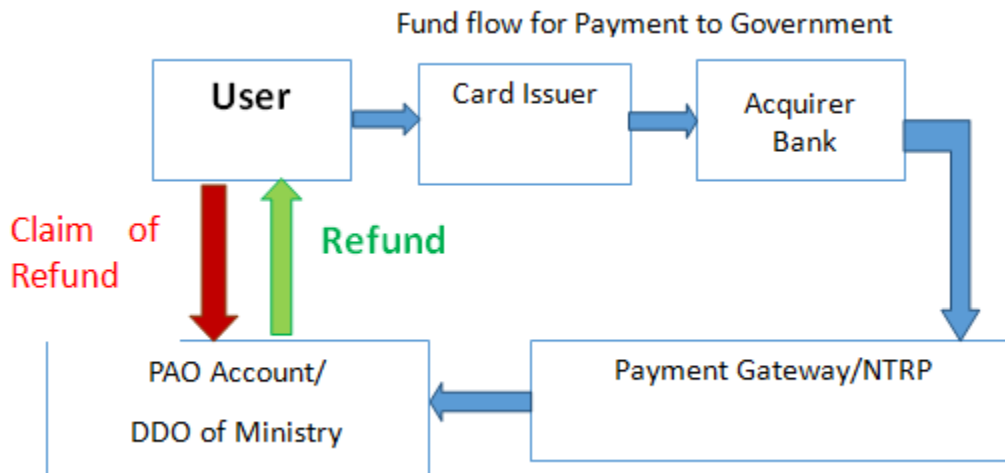 Fund flow for Payment to Government
User
Card Issuer
Acquirer
Bank
Claim of
Refund
Refund
PAO Account/
DDO of Ministry
Payment Gateway/NTRP